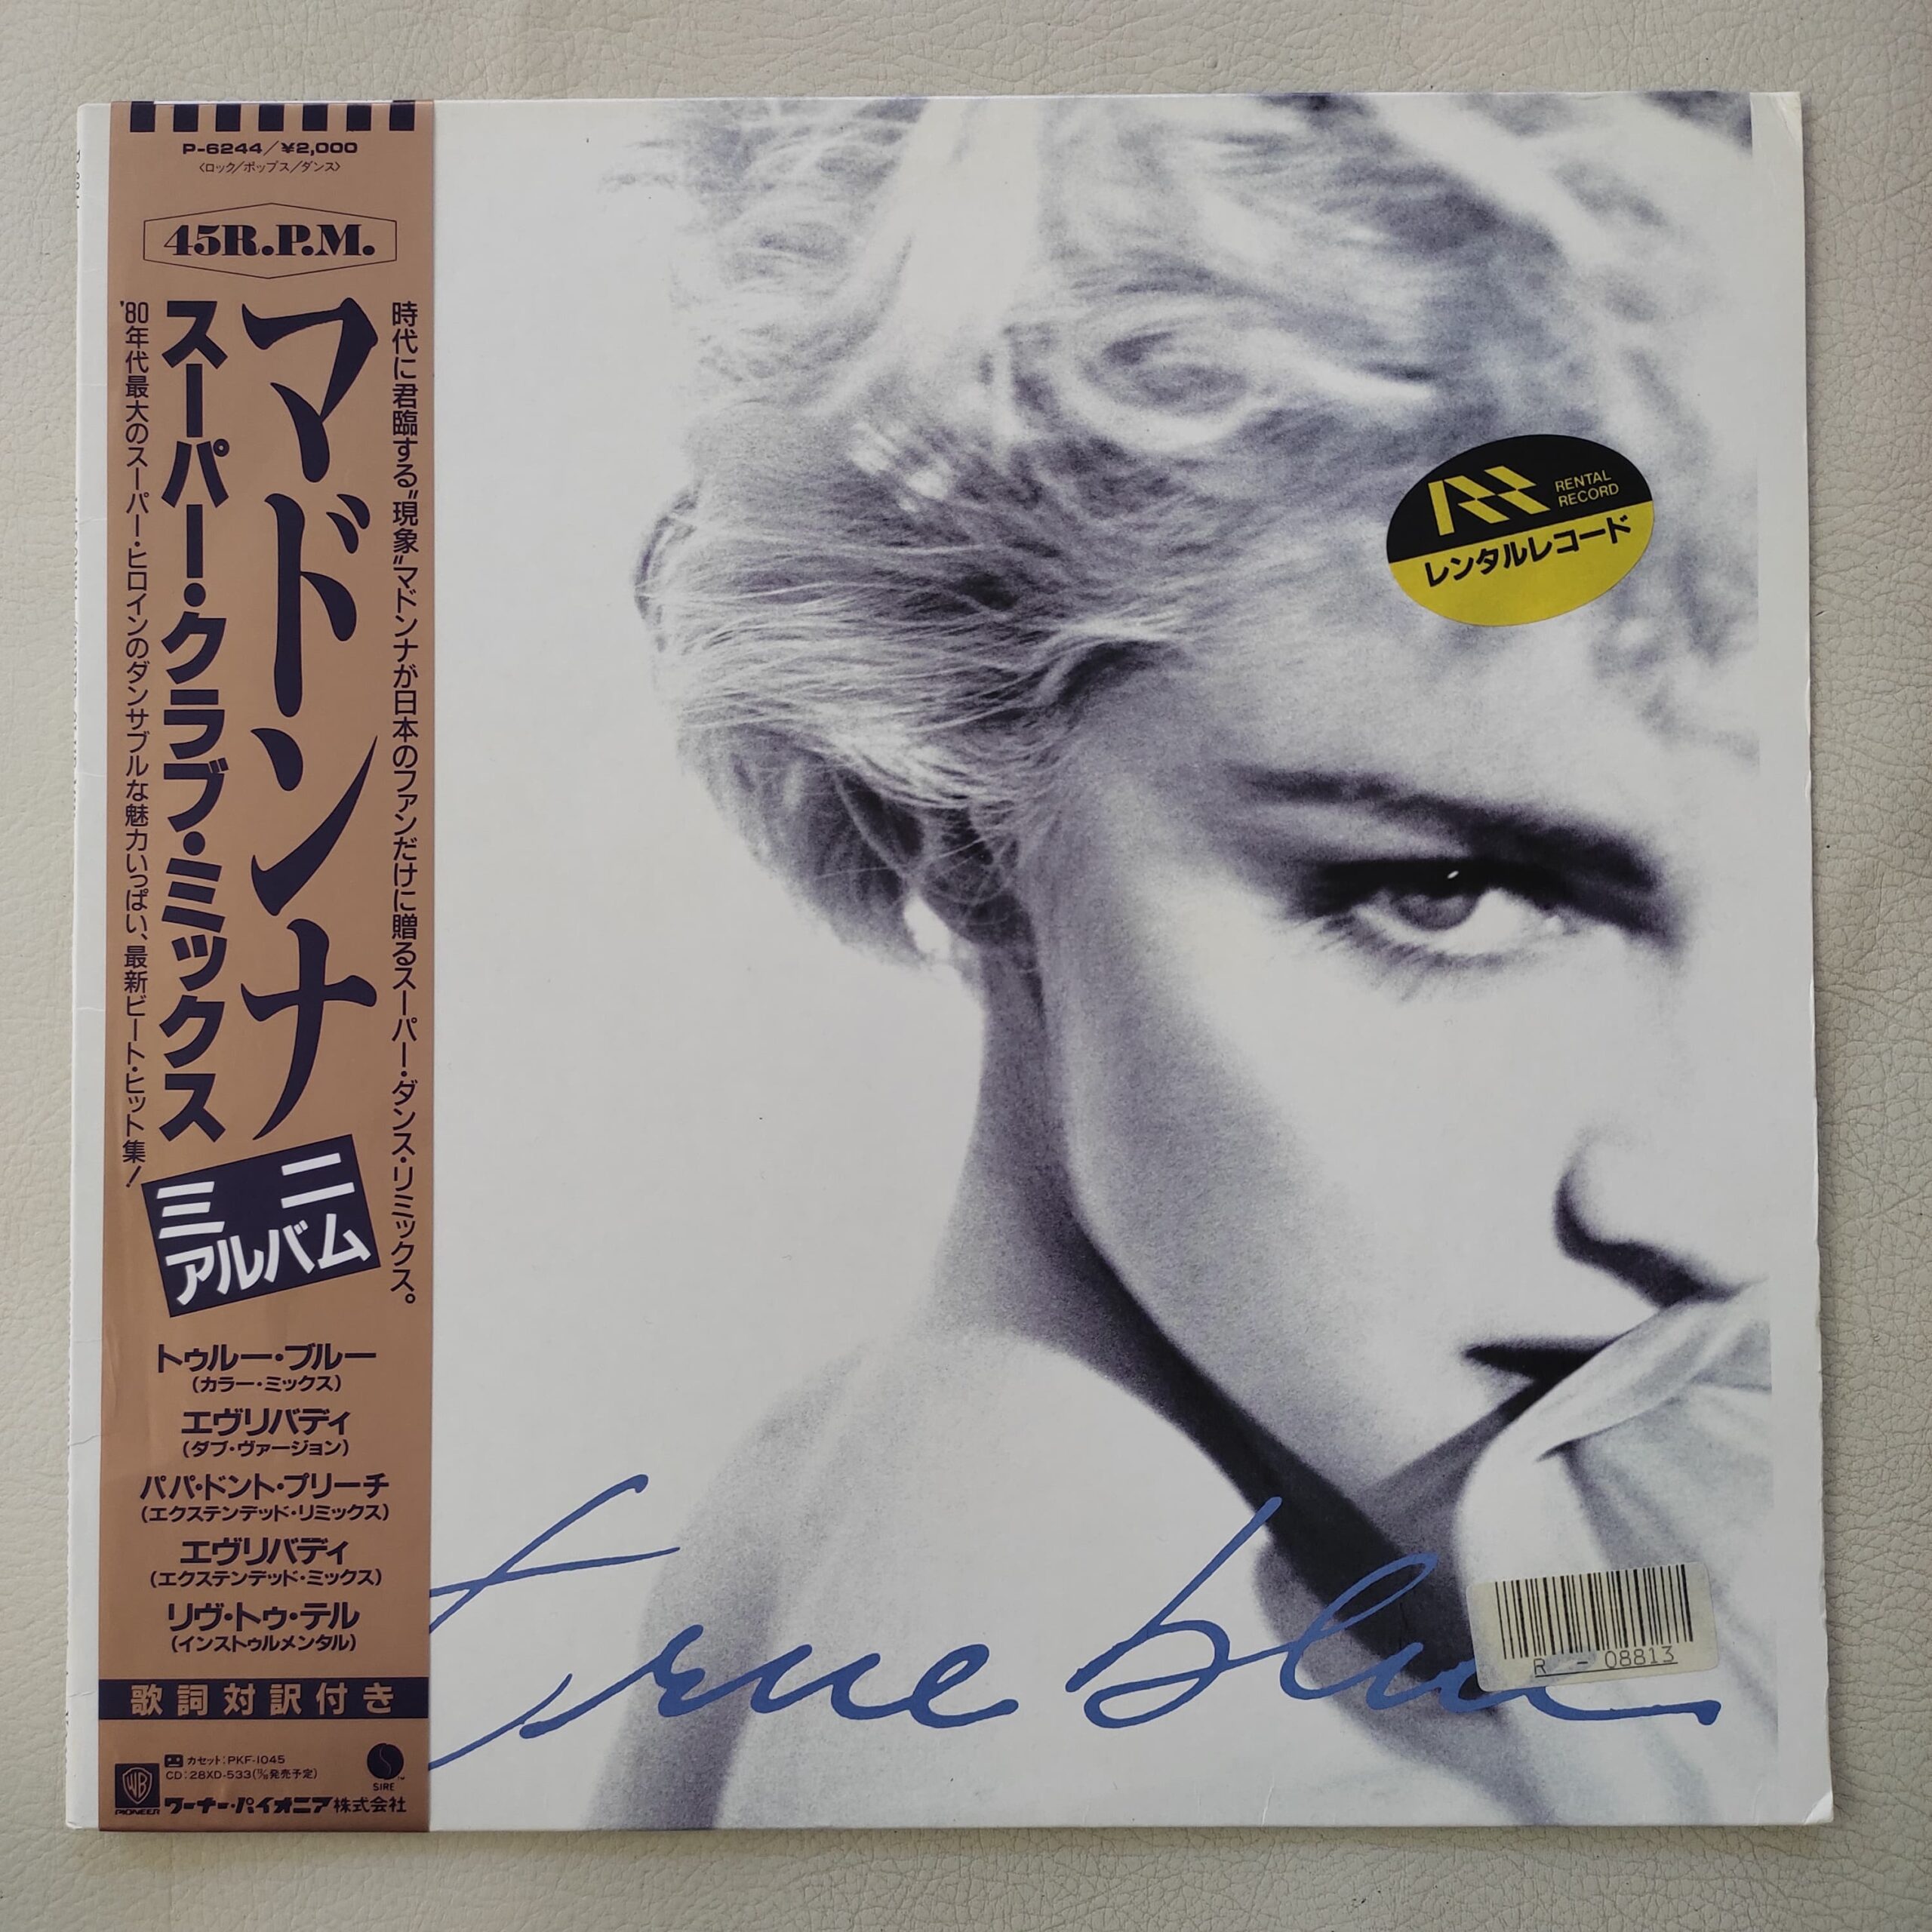 P-6244/¥2,000
〈ロック/ポップス/ダンス〉
45R.P.M.
時代に君臨する"現象"マドンナが日本のファンだけに贈るスーパー・ダンス・リミックス。
マドンナ
スーパー・クラブ・ミックス
'80年代最大のスーパー・ヒロインのダンサブルな魅力いっぱい、最新ビート・ヒット集!
ミニ
アルバム
トゥルー・ブルー
(カラー・ミックス)
エヴリバディ
(ダブ・ヴァージョン)
パパ・ドント・プリーチ
(エクステンデッド・リミックス)
エヴリバディ
(エクステンデッド・ミックス)
リヴ・トゥ・テル
(インストゥルメンタル)
歌詞対訳付き
カセット:PKF-1045
CD:28XD-533
発売予定)
SIRE
WB
PIONEER
ワーナー・パイオニア株式会社
RENTAL
RECORD
レンタルレコード
true blue
R - 08813